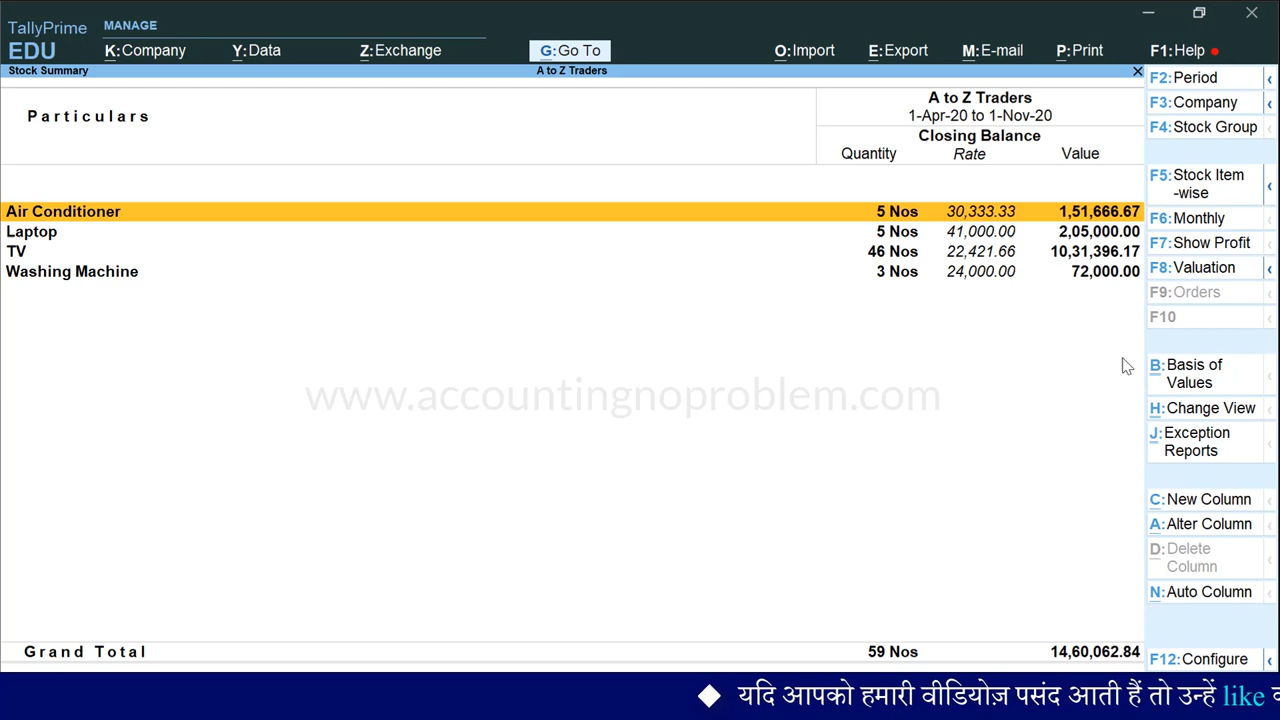 TallyPrime
EDU
MANAGE
K:Company Y:Data Z:Exchange G:Go To O:Import E:Export M:E-mail P:Print F1:Help
Stock Summary A to Z Traders
Particulars
A to Z Traders
1-Apr-20 to 1-Nov-20
Closing Balance
Quantity Rate Value
Air Conditioner 5 Nos 30,333.33 1,51,666.67
Laptop 5 Nos 41,000.00 2,05,000.00
TV 46 Nos 22,421.66 10,31,396.17
Washing Machine 3 Nos 24,000.00 72,000.00
www.accountingnoproblem.com
Grand Total 59 Nos 14,60,062.84
F2:Period
F3:Company
F4:Stock Group
F5:Stock Item
-wise
F6:Monthly
F7:Show Profit
F8:Valuation
F9:Orders
F10
B:Basis of
Values
H:Change View
J:Exception
Reports
C:New Column
A:Alter Column
D:Delete
Column
N:Auto Column
F12:Configure
यदि आपको हमारी वीडियोज़ पसंद आती हैं तो उन्हें like